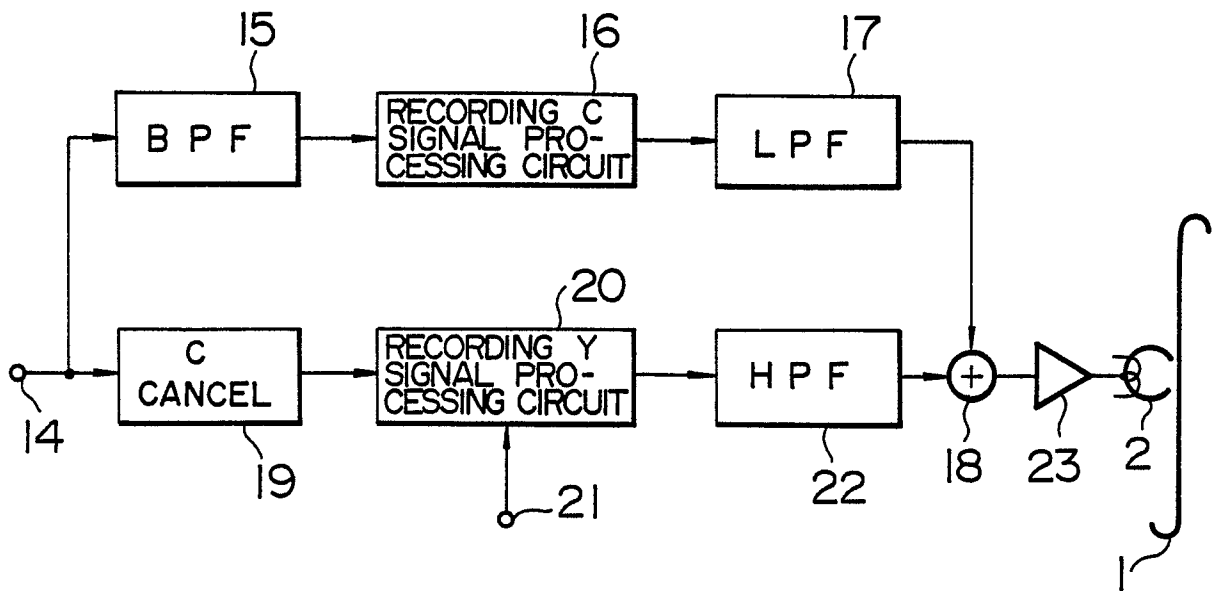 15
16
17
B P F
RECORDING C
SIGNAL PRO-
CESSING CIRCUIT
L P F
20
C
CANCEL
RECORDING Y
SIGNAL PRO-
CESSING CIRCUIT
H P F
+
14
19
21
22
18
23
2
1